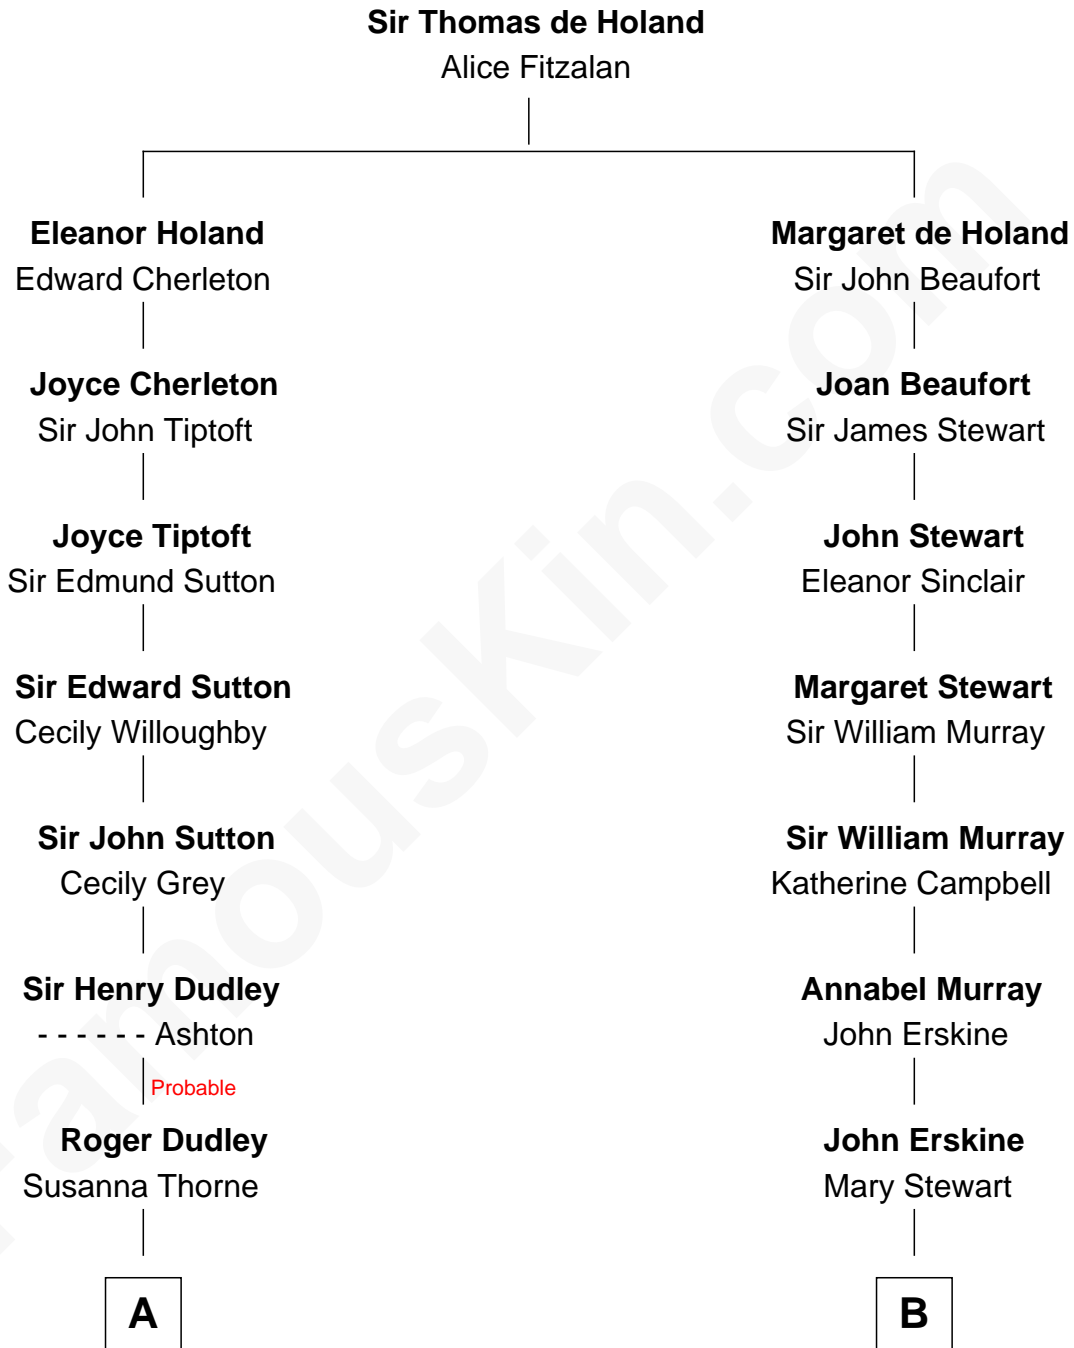 Sir Thomas de Holand
Alice Fitzalan
Eleanor Holand
Edward Cherleton
Joyce Cherleton
Sir John Tiptoft
Joyce Tiptoft
Sir Edmund Sutton
Sir Edward Sutton
Cecily Willoughby
Sir John Sutton
Cecily Grey
Sir Henry Dudley
- - - - - - Ashton
Probable
Roger Dudley
Susanna Thorne
A
Margaret de Holand
Sir John Beaufort
Joan Beaufort
Sir James Stewart
John Stewart
Eleanor Sinclair
Margaret Stewart
Sir William Murray
Sir William Murray
Katherine Campbell
Annabel Murray
John Erskine
John Erskine
Mary Stewart
B
FamousKin.com